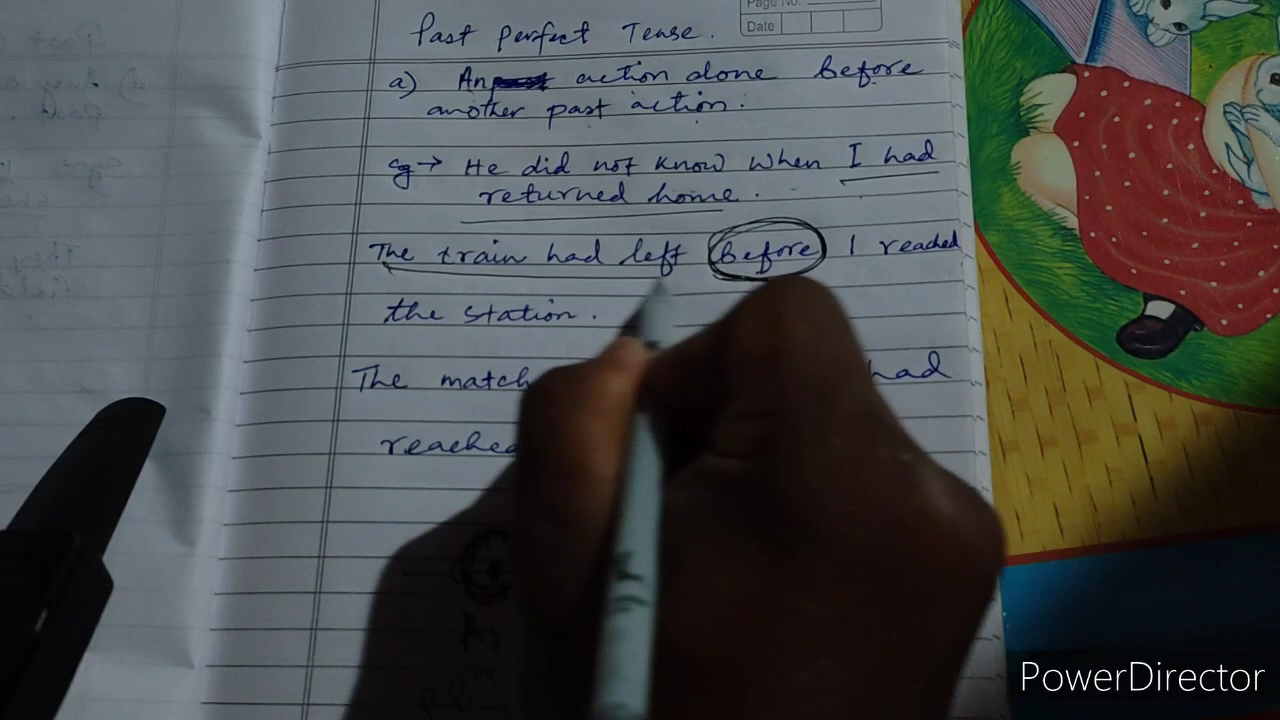 Page No.
Date
Past Perfect Tense.
a) An action done before
another past action.
eg → He did not know when I had
returned home.
The train had left before I reached
the station.
The match had
reached
PowerDirector